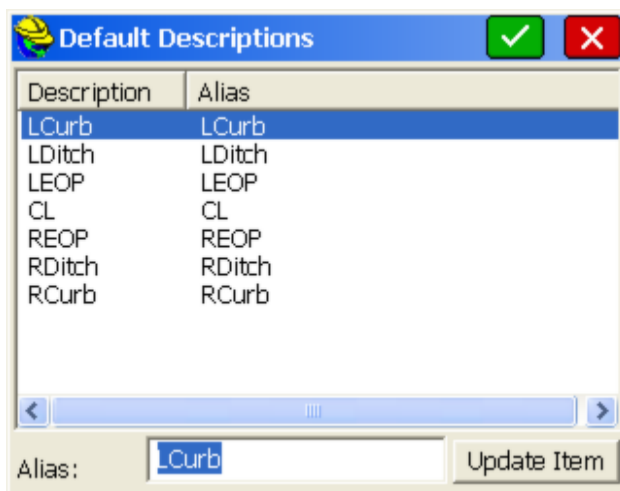 Default Descriptions
Description Alias
LCurb LCurb
LDitch LDitch
LEOP LEOP
CL CL
REOP REOP
RDitch RDitch
RCurb RCurb
Alias: LCurb Update Item